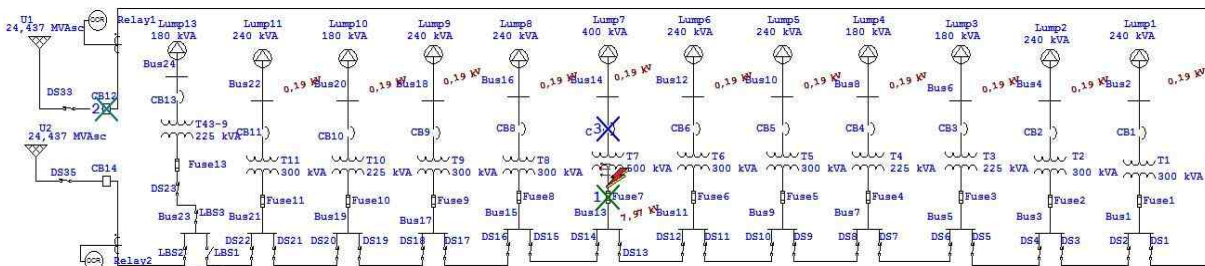 U1
24,437 MVAsc
OCR
Relay1
Lump13
180 kVA
Lump11
240 kVA
Lump10
180 kVA
Lump9
240 kVA
Lump8
240 kVA
Lump7
400 kVA
Lump6
240 kVA
Lump5
240 kVA
Lump4
180 kVA
Lump3
180 kVA
Lump2
240 kVA
Lump1
240 kVA
Bus24
Bus22
0,19 kV
Bus20
0,19 kV
Bus18
0,19 kV
Bus16
0,19 kV
Bus14
0,19 kV
Bus12
0,19 kV
Bus10
0,19 kV
Bus8
0,19 kV
Bus6
0,19 kV
Bus4
0,19 kV
Bus2
0,19 kV
DS33
CB12
2
CB13
U2
24,437 MVAsc
T43-9
225 kVA
CB11
CB10
CB9
CB8
C
3
CB6
CB5
CB4
CB3
CB2
CB1
DS35
CB14
Fuse13
DS23
T11
300 kVA
T10
225 kVA
T9
300 kVA
T8
300 kVA
T7
500 kVA
T6
300 kVA
T5
300 kVA
T4
225 kVA
T3
225 kVA
T2
300 kVA
T1
300 kVA
Fuse11
Fuse10
Fuse9
Fuse8
1
Fuse7
Fuse6
Fuse5
Fuse4
Fuse3
Fuse2
Fuse1
7,97 kV
Bus23
LBS3
Bus21
Bus19
Bus17
Bus15
Bus13
Bus11
Bus9
Bus7
Bus5
Bus3
Bus1
LBS2
LBS1
DS22
DS21
DS20
DS19
DS18
DS17
DS16
DS15
DS14
DS13
DS12
DS11
DS10
DS9
DS8
DS7
DS6
DS5
DS4
DS3
DS2
DS1
OCR
Relay2